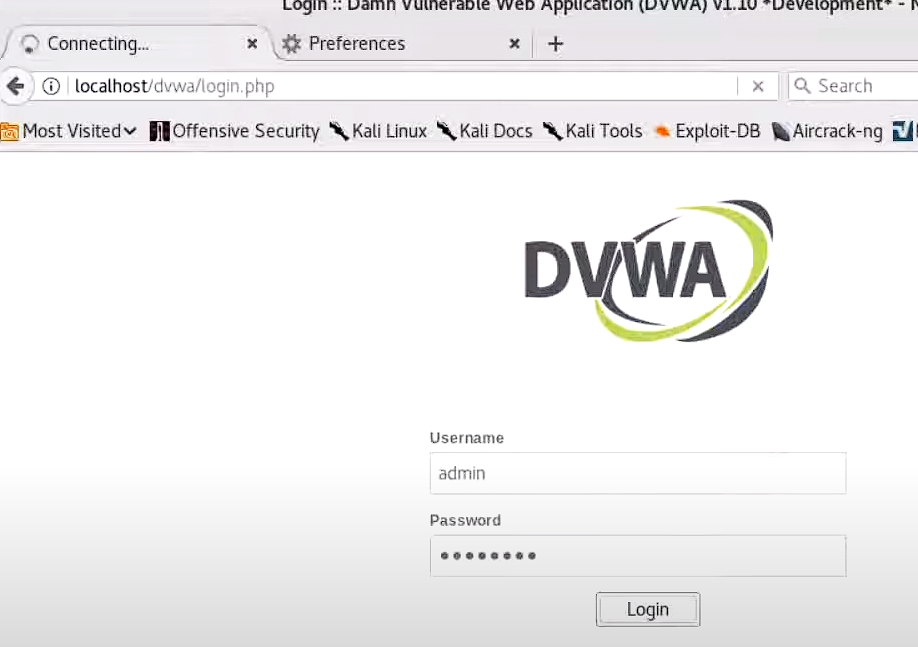 Login :: Damn Vulnerable Web Application (DVWA) v1.10 *Development* -
Connecting... Preferences
localhost/dvwa/login.php Search
Most Visited Offensive Security Kali Linux Kali Docs Kali Tools Exploit-DB Aircrack-ng
DVWA
Username
admin
Password
Login